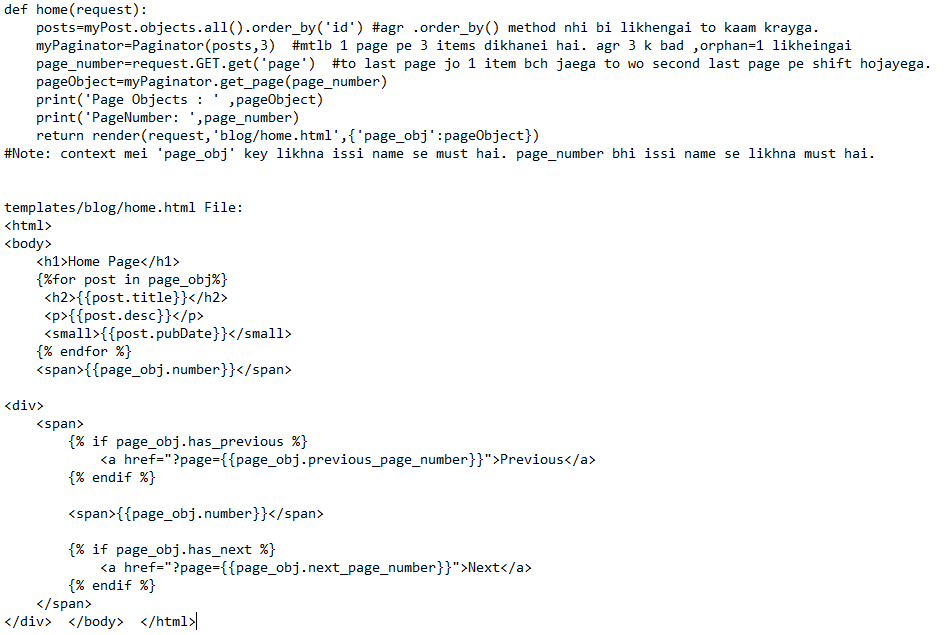 def home(request):
    posts=myPost.objects.all().order_by('id') #agr .order_by() method nhi bi likhengai to kaam krayga.
    myPaginator=Paginator(posts,3)  #mtlb 1 page pe 3 items dikhanei hai. agr 3 k bad ,orphan=1 likheingai
    page_number=request.GET.get('page')  #to last page jo 1 item bch jaega to wo second last page pe shift hojayega.
    pageObject=myPaginator.get_page(page_number)
    print('Page Objects : ' ,pageObject)
    print('PageNumber: ',page_number)
    return render(request,'blog/home.html',{'page_obj':pageObject})
#Note: context mei 'page_obj' key likhna issi name se must hai. page_number bhi issi name se likhna must hai.
templates/blog/home.html File:
<html>
<body>
    <h1>Home Page</h1>
    {%for post in page_obj%}
     <h2>{{post.title}}</h2>
     <p>{{post.desc}}</p>
     <small>{{post.pubDate}}</small>
    {% endfor %}
    <span>{{page_obj.number}}</span>
<div>
    <span>
        {% if page_obj.has_previous %}
            <a href="?page={{page_obj.previous_page_number}}">Previous</a>
        {% endif %}
        <span>{{page_obj.number}}</span>
        {% if page_obj.has_next %}
            <a href="?page={{page_obj.next_page_number}}">Next</a>
        {% endif %}
    </span>
</div>  </body>  </html>